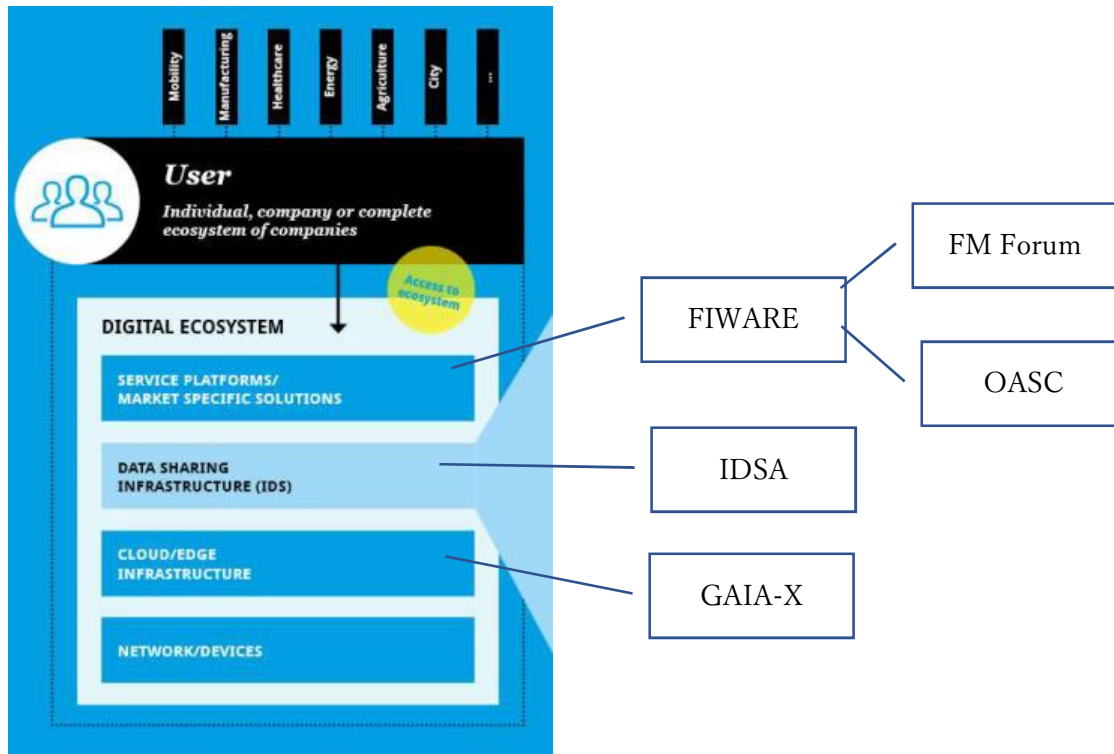 Mobility
Manufacturing
Healthcare
Energy
Agriculture
City
...
User
Individual, company or complete
ecosystem of companies
Access to
ecosystem
DIGITAL ECOSYSTEM
SERVICE PLATFORMS/
MARKET SPECIFIC SOLUTIONS
DATA SHARING
INFRASTRUCTURE (IDS)
CLOUD/EDGE
INFRASTRUCTURE
NETWORK/DEVICES
FIWARE
FM Forum
OASC
IDSA
GAIA-X